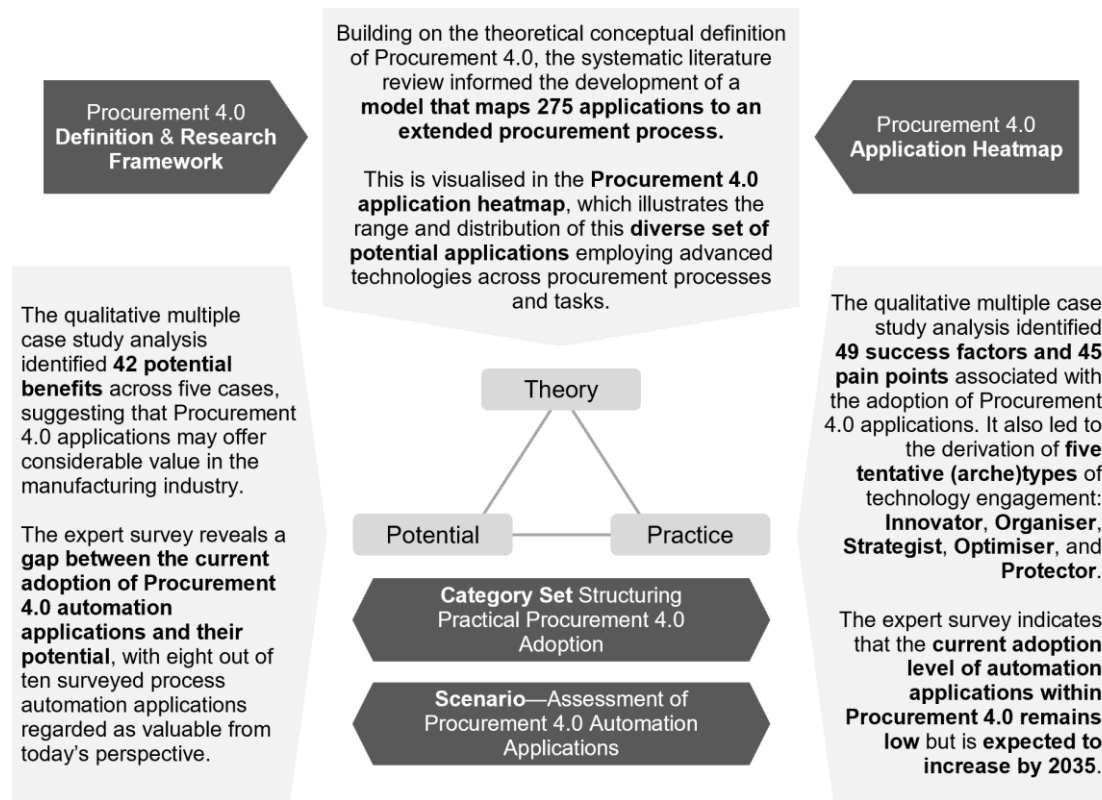 Building on the theoretical conceptual definition
of Procurement 4.0, the systematic literature
review informed the development of a
model that maps 275 applications to an
extended procurement process.
This is visualised in the Procurement 4.0
application heatmap, which illustrates the
range and distribution of this diverse set of
potential applications employing advanced
technologies across procurement processes
and tasks.
Procurement 4.0
Definition & Research
Framework
Procurement 4.0
Application Heatmap
The qualitative multiple
case study analysis
identified 42 potential
benefits across five cases,
suggesting that Procurement
4.0 applications may offer
considerable value in the
manufacturing industry.
The expert survey reveals a
gap between the current
adoption of Procurement
4.0 automation
applications and their
potential, with eight out of
ten surveyed process
automation applications
regarded as valuable from
today's perspective.
Theory
Potential
Practice
Category Set Structuring
Practical Procurement 4.0
Adoption
Scenario—Assessment of
Procurement 4.0 Automation
Applications
The qualitative multiple case
study analysis identified
49 success factors and 45
pain points associated with
the adoption of Procurement
4.0 applications. It also led to
the derivation of five
tentative (arche)types of
technology engagement:
Innovator, Organiser,
Strategist, Optimiser, and
Protector.
The expert survey indicates
that the current adoption
level of automation
applications within
Procurement 4.0 remains
low but is expected to
increase by 2035.